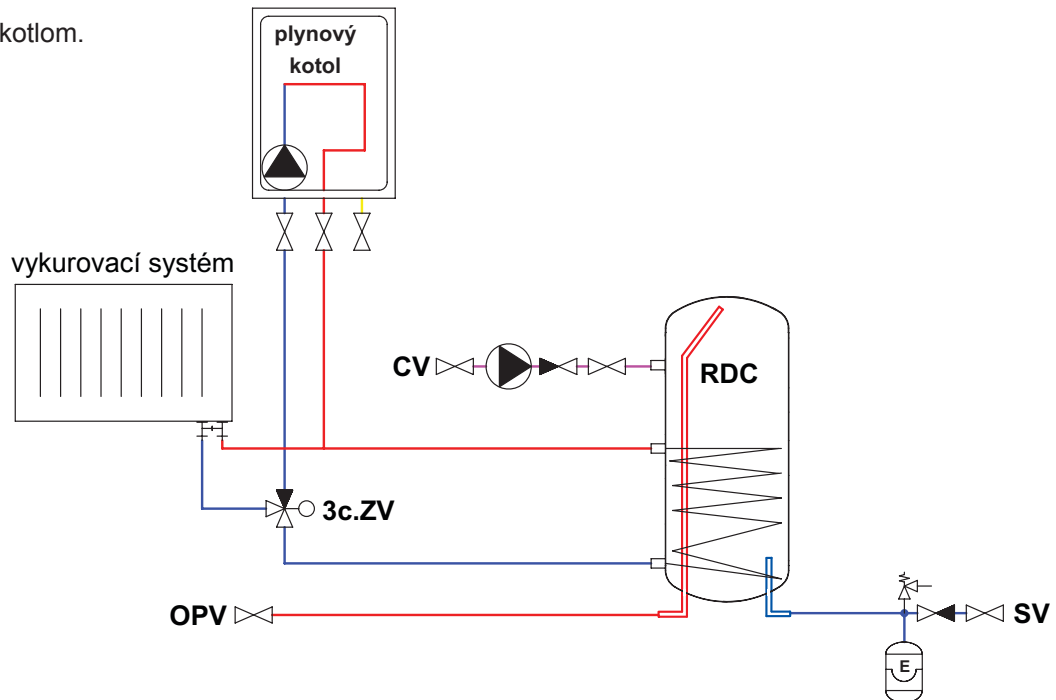 kotlom.
plynový
kotol
vykurovací systém
CV
RDC
3c.ZV
OPV
SV
E